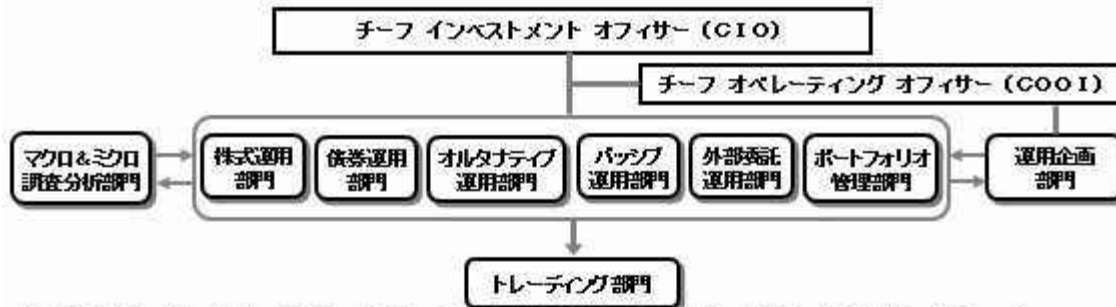 チーフ インベストメント オフィサー (CIO)
チーフ オペレーティング オフィサー (COOI)
マクロ&ミクロ
調査分析部門
株式運用
部門
債券運用
部門
オルタナティブ
運用部門
パッシブ
運用部門
外部委託
運用部門
ポートフォリオ
管理部門
運用企画
部門
トレーディング部門